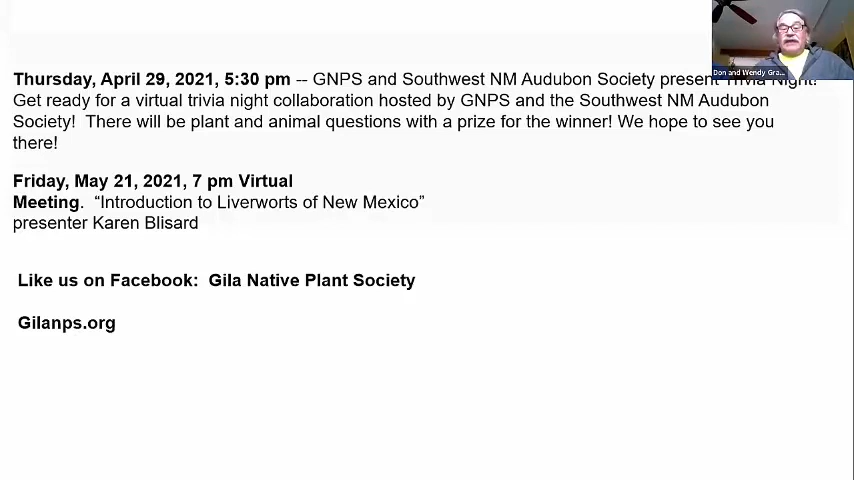 Don and Wendy Gra...
Thursday, April 29, 2021, 5:30 pm -- GNPS and Southwest NM Audubon Society present Trivia Night!
Get ready for a virtual trivia night collaboration hosted by GNPS and the Southwest NM Audubon
Society!  There will be plant and animal questions with a prize for the winner! We hope to see you
there!
Friday, May 21, 2021, 7 pm Virtual
Meeting.  “Introduction to Liverworts of New Mexico”
presenter Karen Blisard
Like us on Facebook:  Gila Native Plant Society
Gilanps.org